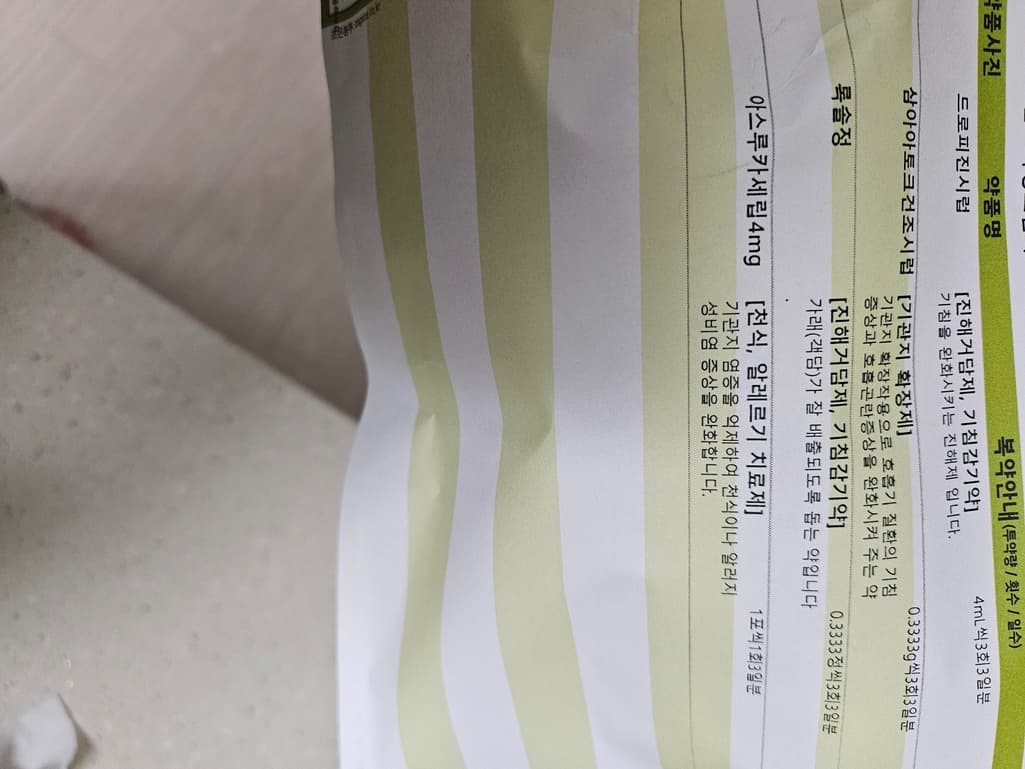 약품사진 약품명 복약안내(투약량 / 횟수 / 일수)
드로피진시럽 [진해거담제, 기침감기약] 4mL씩3회3일분
기침을 완화시키는 진해제 입니다.
삼아아토크건조시럽 [기관지 확장제] 0.3333g씩3회3일분
기관지 확장작용으로 호흡기 질환의 기침
증상과 호흡곤란증상을 완화시켜 주는 약
록솔정 [진해거담제, 기침감기약] 0.3333정씩3회3일분
가래(객담)가 잘 배출되도록 돕는 약입니다
아스루카세립4mg [천식, 알레르기 치료제] 1포씩1회3일분
기관지 염증을 억제하여 천식이나 알러지
성비염 증상을 완화합니다.